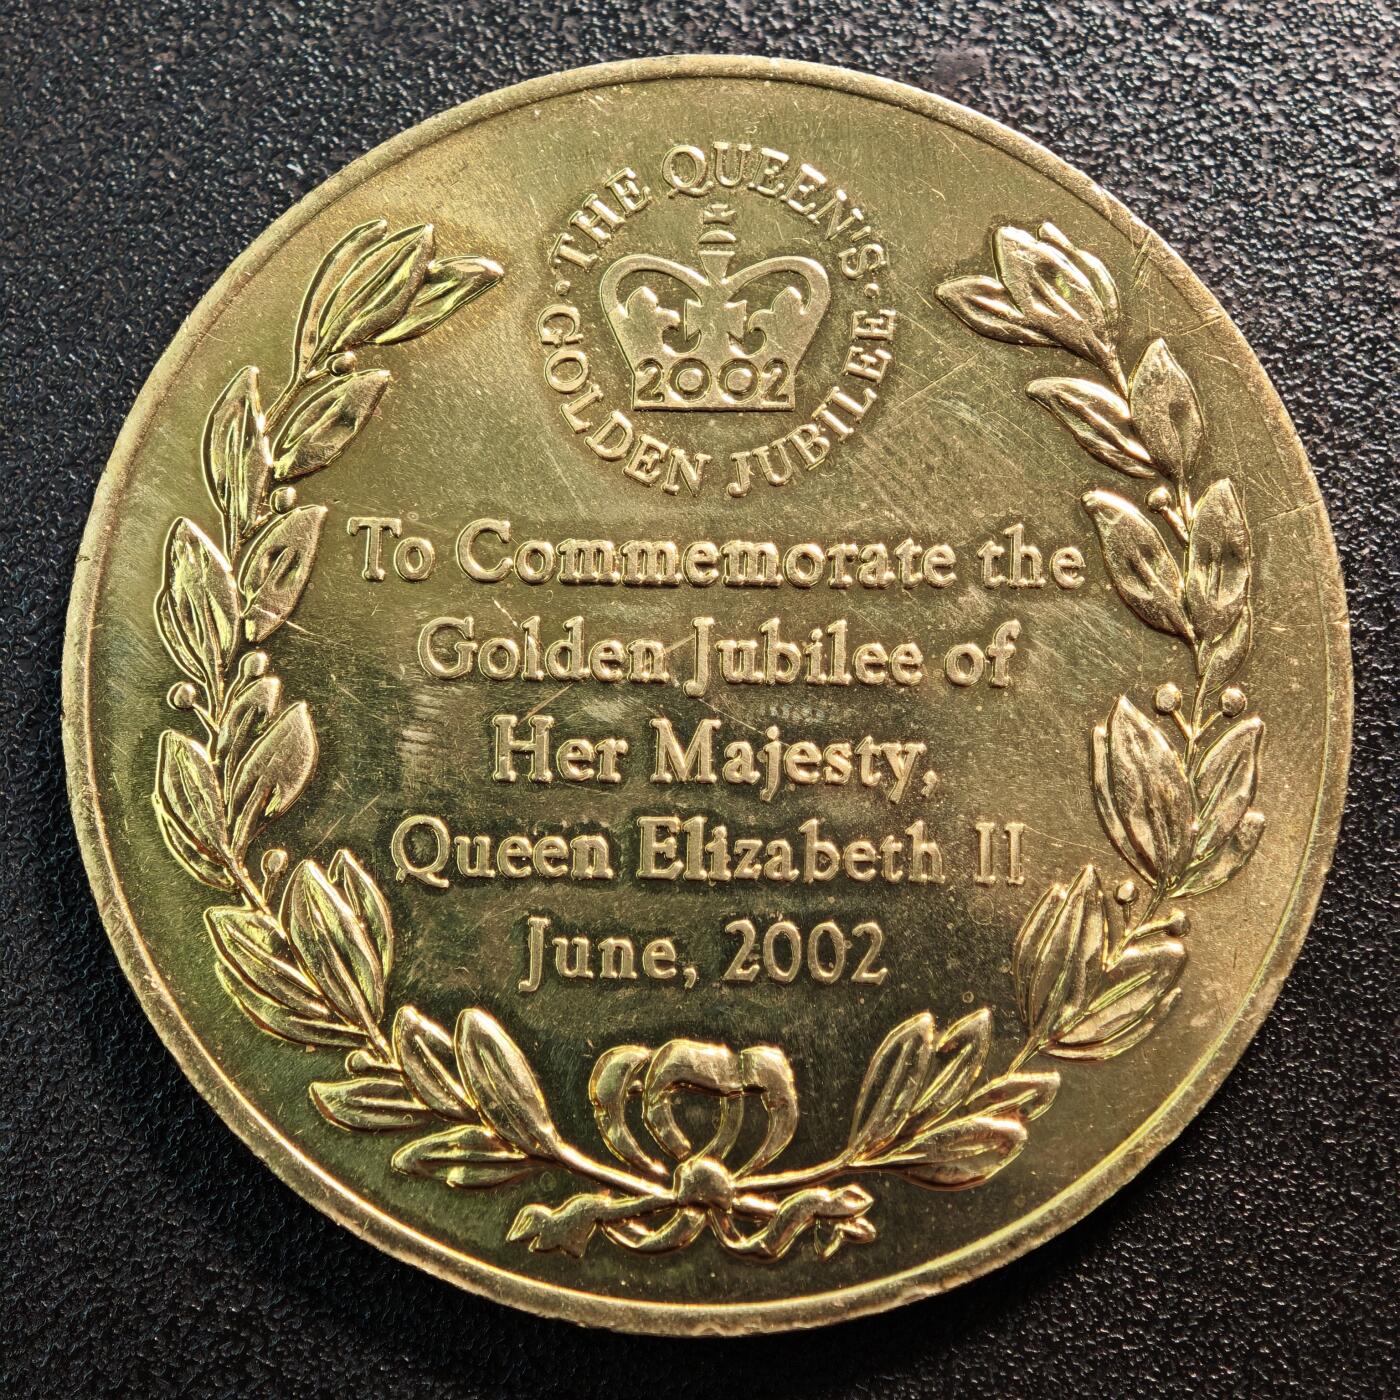 · THE QUEEN'S ·
GOLDEN JUBILEE
2002
To Commemorate the
Golden Jubilee of
Her Majesty,
Queen Elizabeth II
June, 2002